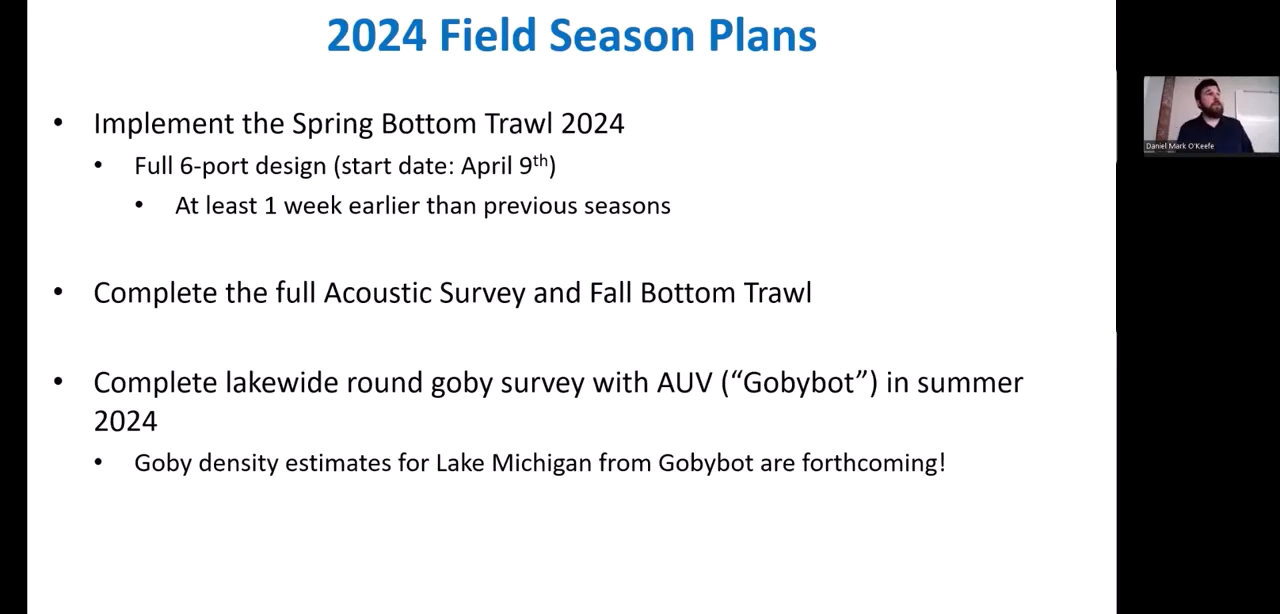 2024 Field Season Plans
• Implement the Spring Bottom Trawl 2024
• Full 6-port design (start date: April 9th)
• At least 1 week earlier than previous seasons
• Complete the full Acoustic Survey and Fall Bottom Trawl
• Complete lakewide round goby survey with AUV (“Gobybot”) in summer
2024
• Goby density estimates for Lake Michigan from Gobybot are forthcoming!
Daniel Mark O'Keefe